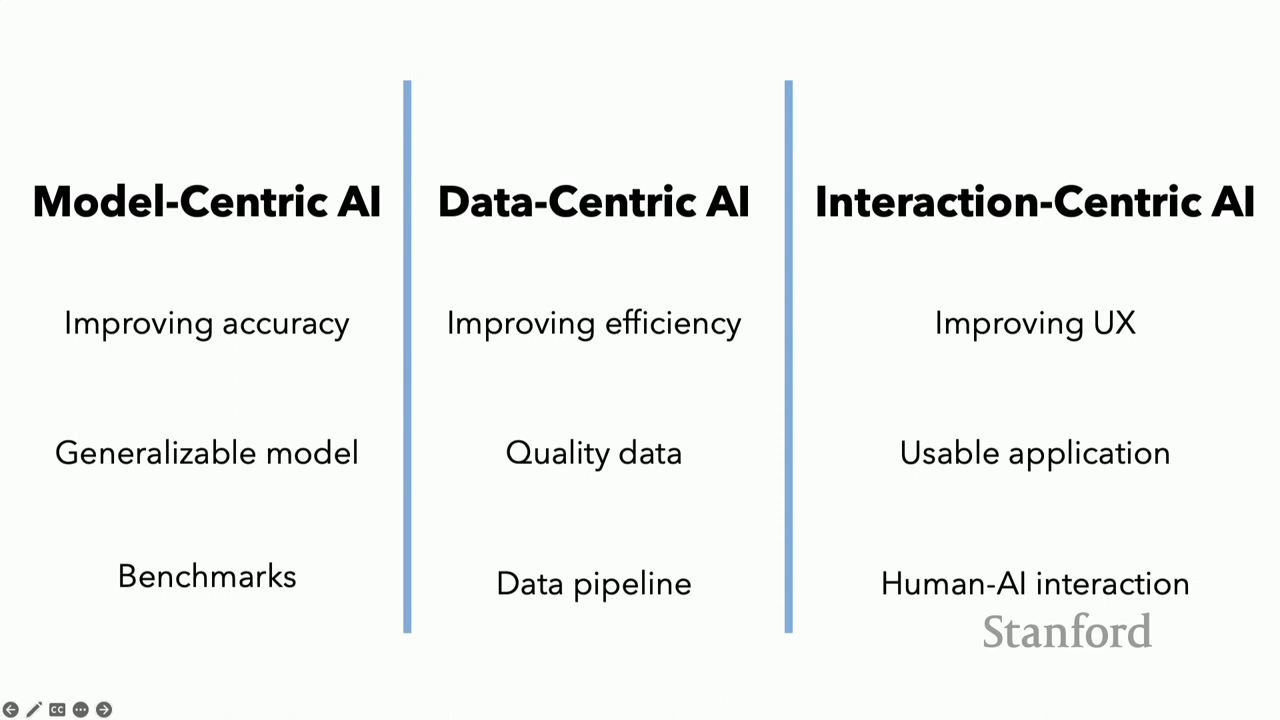 Model-Centric AI
Improving accuracy
Generalizable model
Benchmarks
Data-Centric AI
Improving efficiency
Quality data
Data pipeline
Interaction-Centric AI
Improving UX
Usable application
Human-AI interaction
Stanford
CC